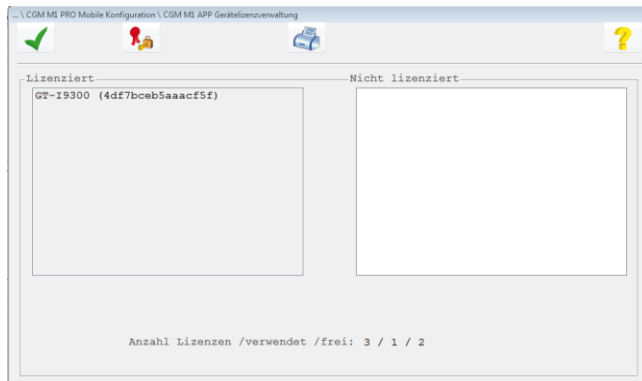 ... \ CGM M1 PRO Mobile Konfiguration \ CGM M1 APP Gerätelizenzverwaltung
Lizenziert
Nicht lizenziert
GT-I9300 (4df7bceb5aaacf5f)
Anzahl Lizenzen /verwendet /frei: 3 / 1 / 2